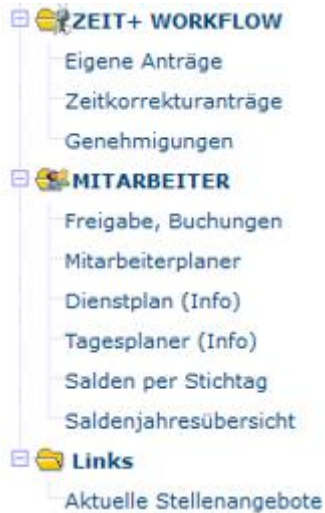 ZEIT+ WORKFLOW
Eigene Anträge
Zeitkorrekturanträge
Genehmigungen
MITARBEITER
Freigabe, Buchungen
Mitarbeiterplaner
Dienstplan (Info)
Tagesplaner (Info)
Salden per Stichtag
Saldenjahresübersicht
Links
Aktuelle Stellenangebote